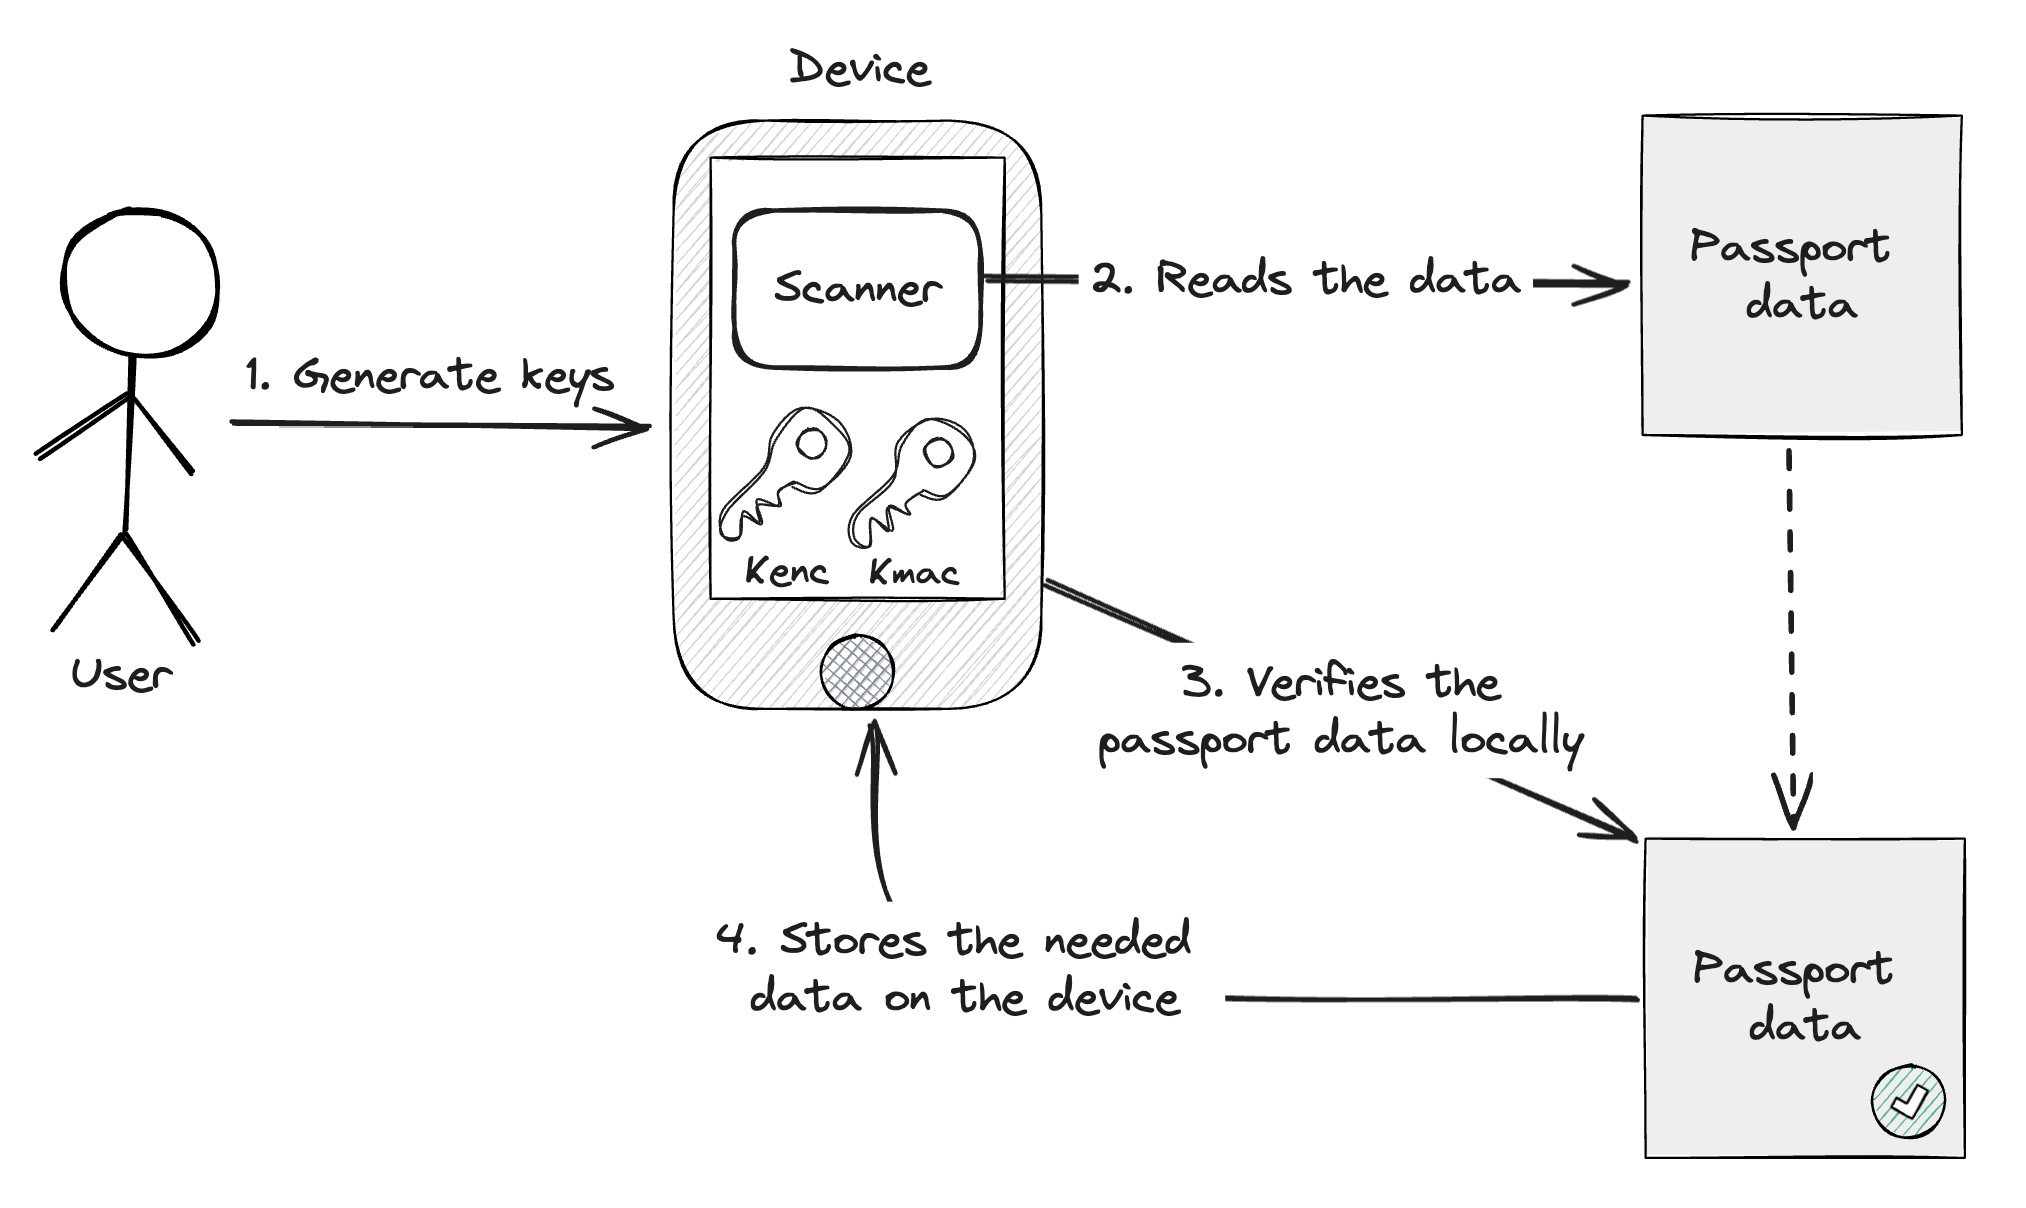 Device
Scanner
2. Reads the data
Passport
data
1. Generate keys
Kenc
Kmac
User
3. Verifies the
passport data locally
4. Stores the needed
data on the device
Passport
data